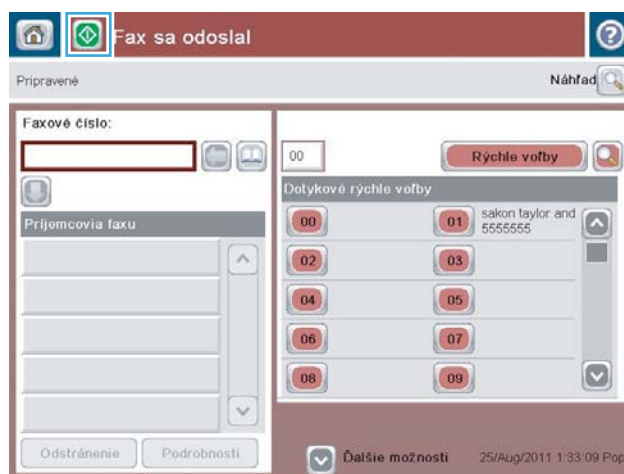 Fax sa odoslal
Pripravené
Náhľad
Faxové číslo:
00
Rýchle voľby
Dotykové rýchle voľby
Príjemcovia faxu
00
01
sakon taylor and
5555555
02
03
04
05
06
07
08
09
Odstránenie
Podrobnosti
Ďalšie možnosti
25/Aug/2011 1:33:09 Pop